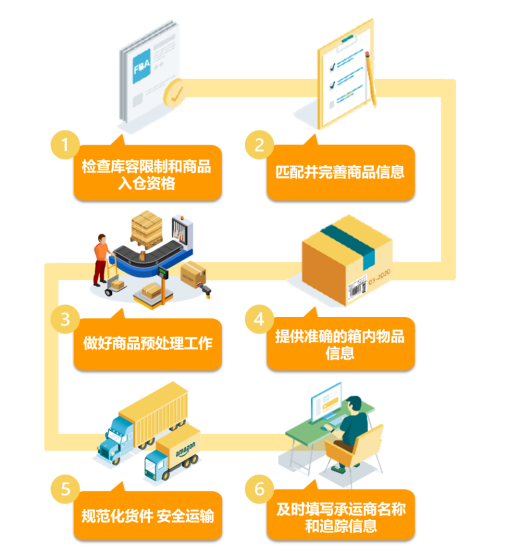 FBA
1
检查库容限制和商品
入仓资格
2
匹配并完善商品信息
3
做好商品预处理工作
4
提供准确的箱内物品
信息
5
规范化货件 安全运输
amazon
6
及时填写承运商名称
和追踪信息